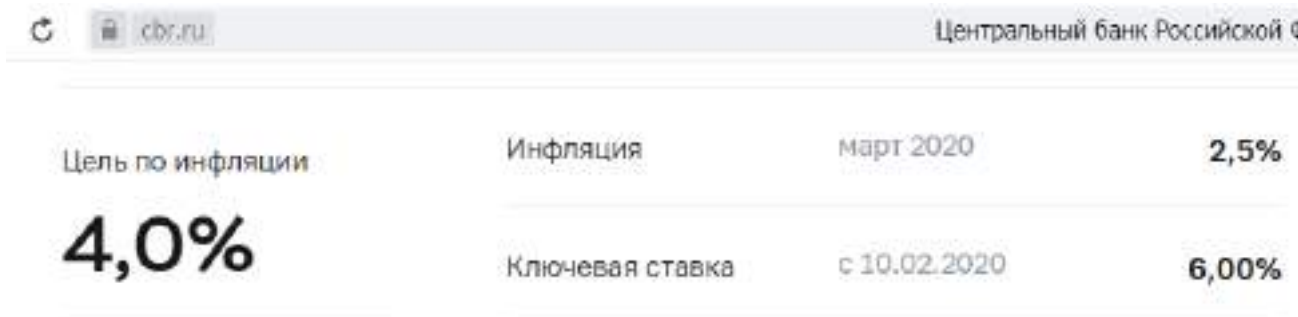 cbr.ru Центральный банк Российской Ф
Цель по инфляции
4,0%
Инфляция март 2020 2,5%
Ключевая ставка с 10.02.2020 6,00%